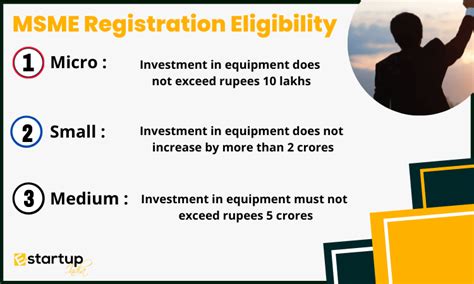 MSME Registration Eligibility
1 Micro :
Investment in equipment does
not exceed rupees 10 lakhs
2 Small :
Investment in equipment does not
increase by more than 2 crores
3 Medium :
Investment in equipment must not
exceed rupees 5 crores
startup